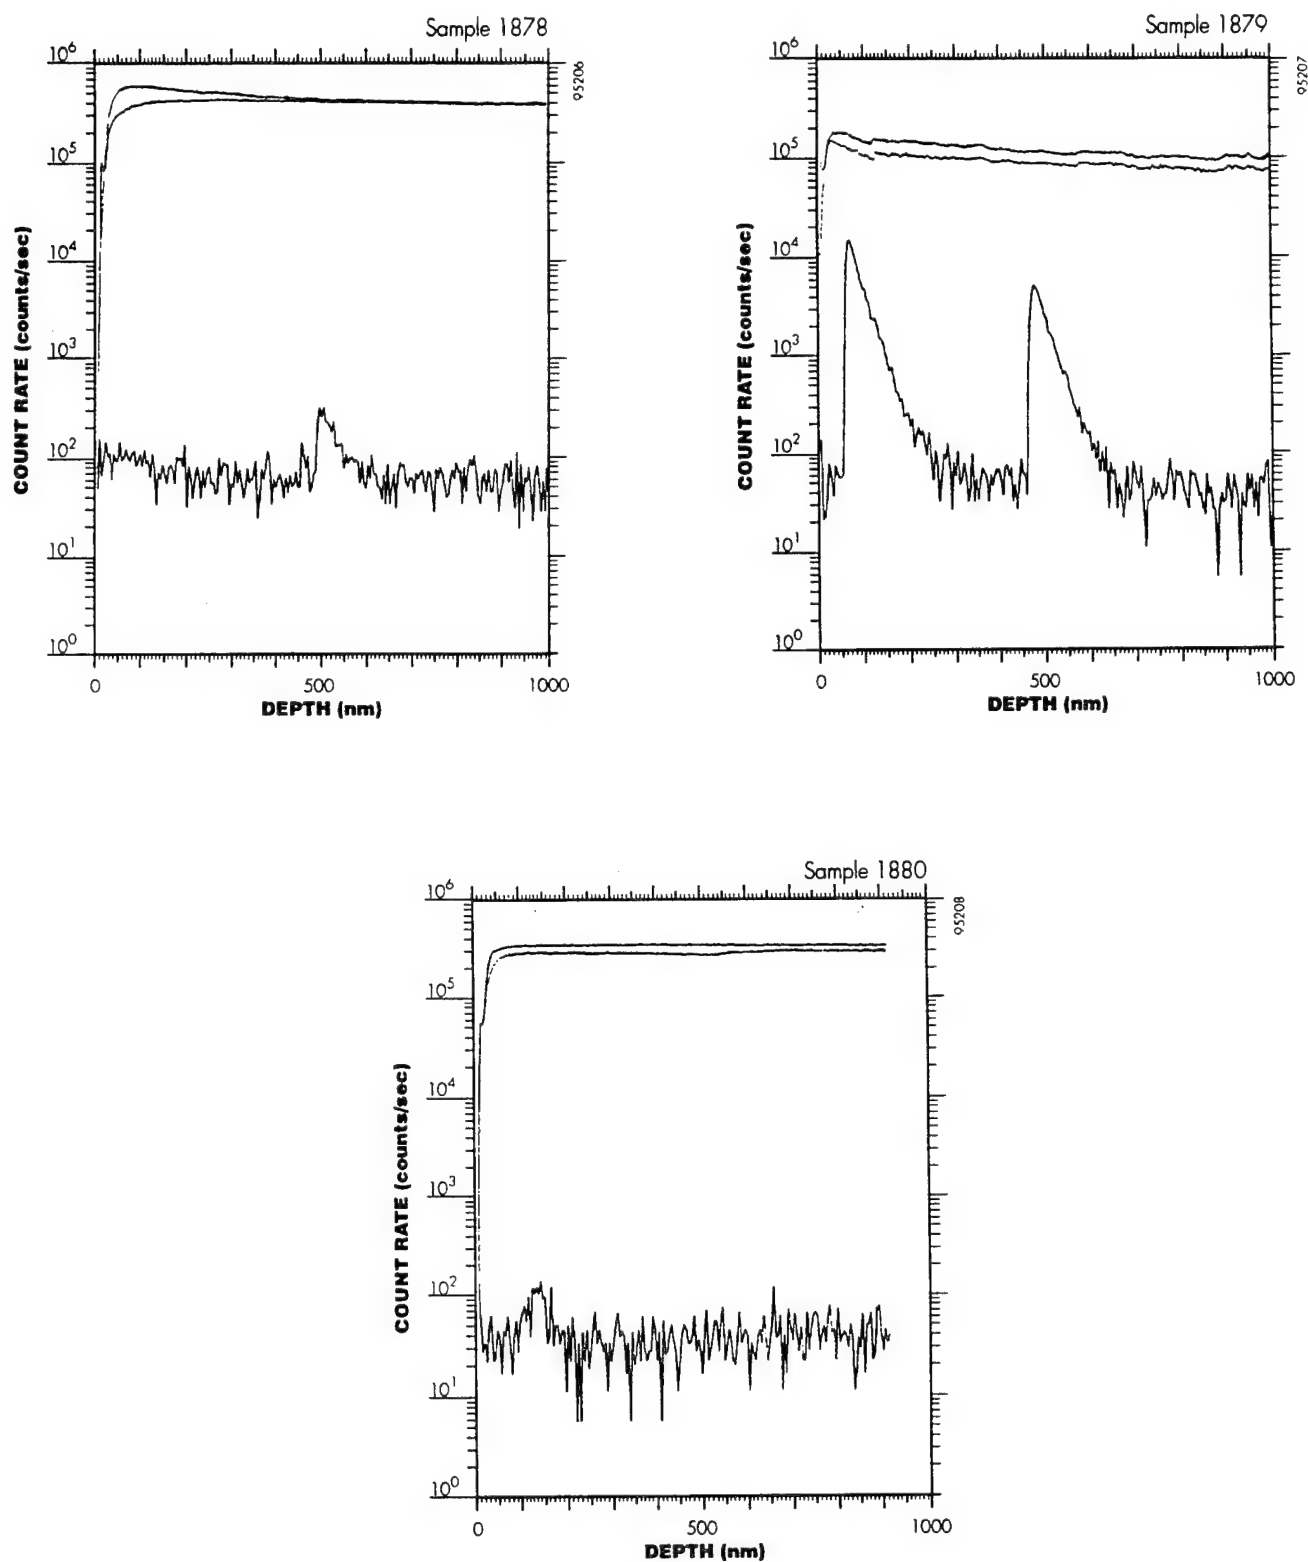 Sample 1878
10⁶
10⁵
10⁴
10³
10²
10¹
10⁰
COUNT RATE (counts/sec)
0 500 1000
DEPTH (nm)
95206
Sample 1879
10⁶
10⁵
10⁴
10³
10²
10¹
10⁰
COUNT RATE (counts/sec)
0 500 1000
DEPTH (nm)
95207
Sample 1880
10⁶
10⁵
10⁴
10³
10²
10¹
10⁰
COUNT RATE (counts/sec)
0 500 1000
DEPTH (nm)
95208